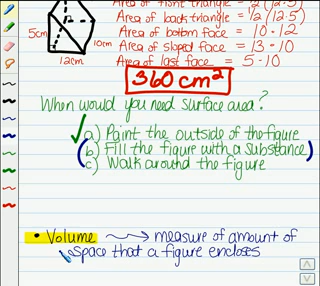 Area of front triangle = 1/2 (12·5)
Area of back triangle = 1/2 (12·5)
Area of bottom face = 10·12
Area of sloped face = 13·10
Area of last face = 5·10
5cm
10cm
12cm
360 cm²
When would you need surface area?
✓ a) Paint the outside of the figure
(b) Fill the figure with a substance)
c) Walk around the figure
• Volume ⟿ measure of amount of
space that a figure encloses